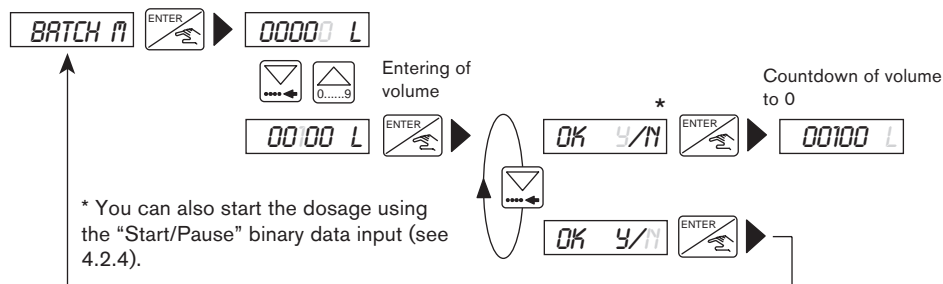 BATCH M ENTER 00000 L
0......9
Entering of
volume
Countdown of volume
to 0
*
00100 L ENTER OK Y/N ENTER 00100 L
* You can also start the dosage using
the “Start/Pause” binary data input (see
4.2.4).
OK Y/N ENTER